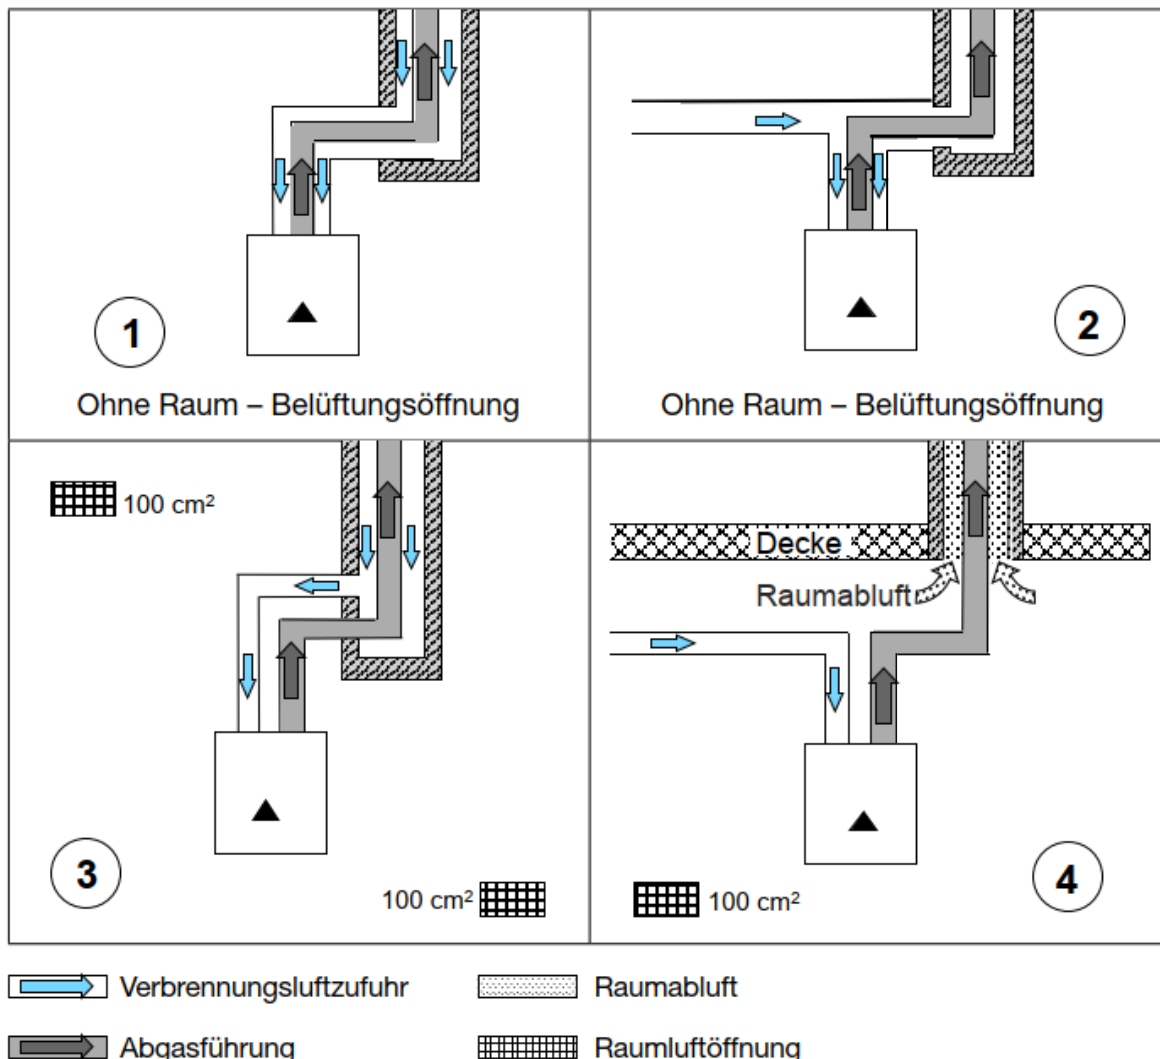 1
Ohne Raum – Belüftungsöffnung
2
Ohne Raum – Belüftungsöffnung
100 cm²
3
100 cm²
Decke
Raumabluft
100 cm²
4
Verbrennungsluftzufuhr
Raumabluft
Abgasführung
Raumluftöffnung